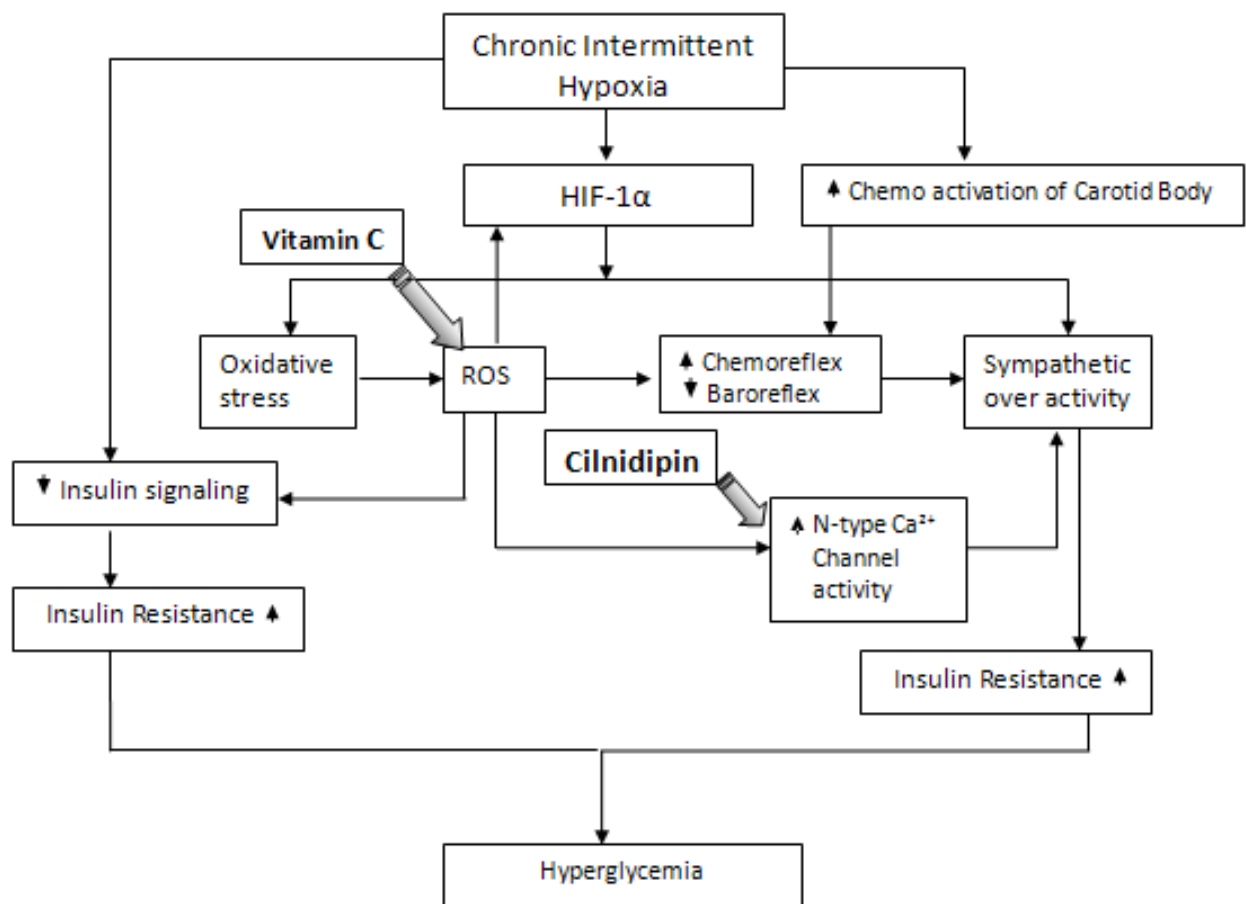 Chronic Intermittent
Hypoxia
HIF-1α
Chemo activation of Carotid Body
Vitamin C
Oxidative
stress
ROS
Chemoreflex
Baroreflex
Sympathetic
over activity
Cilnidipin
Insulin signaling
N-type Ca²⁺
Channel
activity
Insulin Resistance
Insulin Resistance
Hyperglycemia